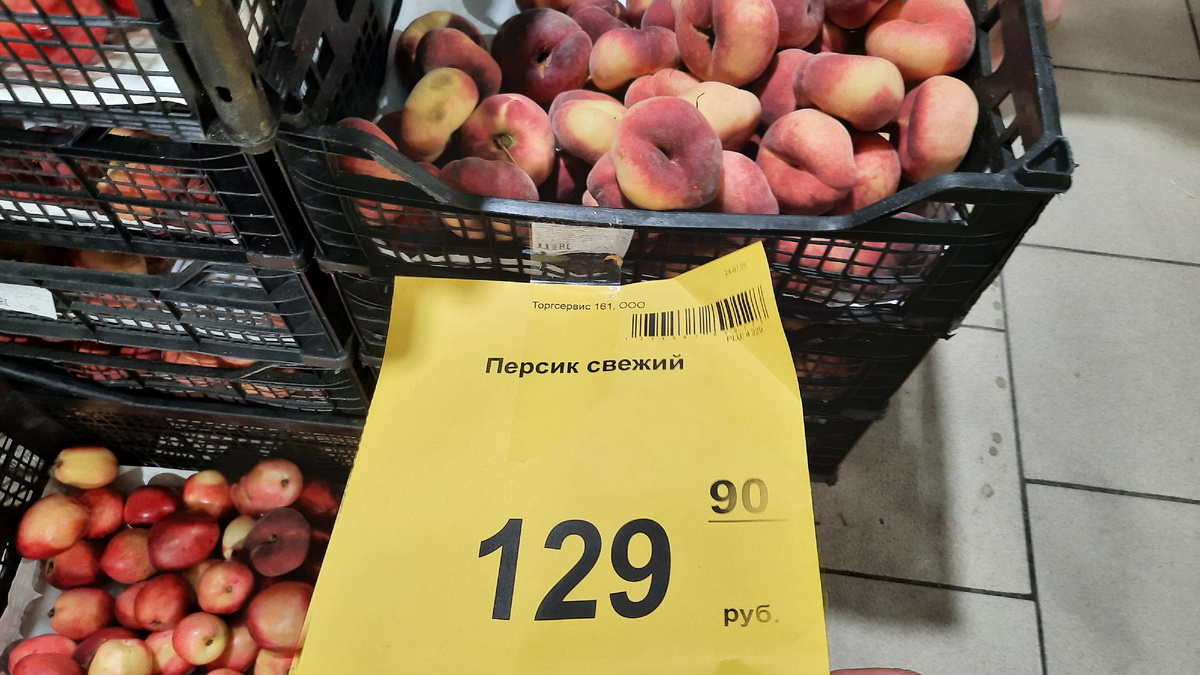 Торгсервис 161, ООО
Персик свежий
129
90
руб.